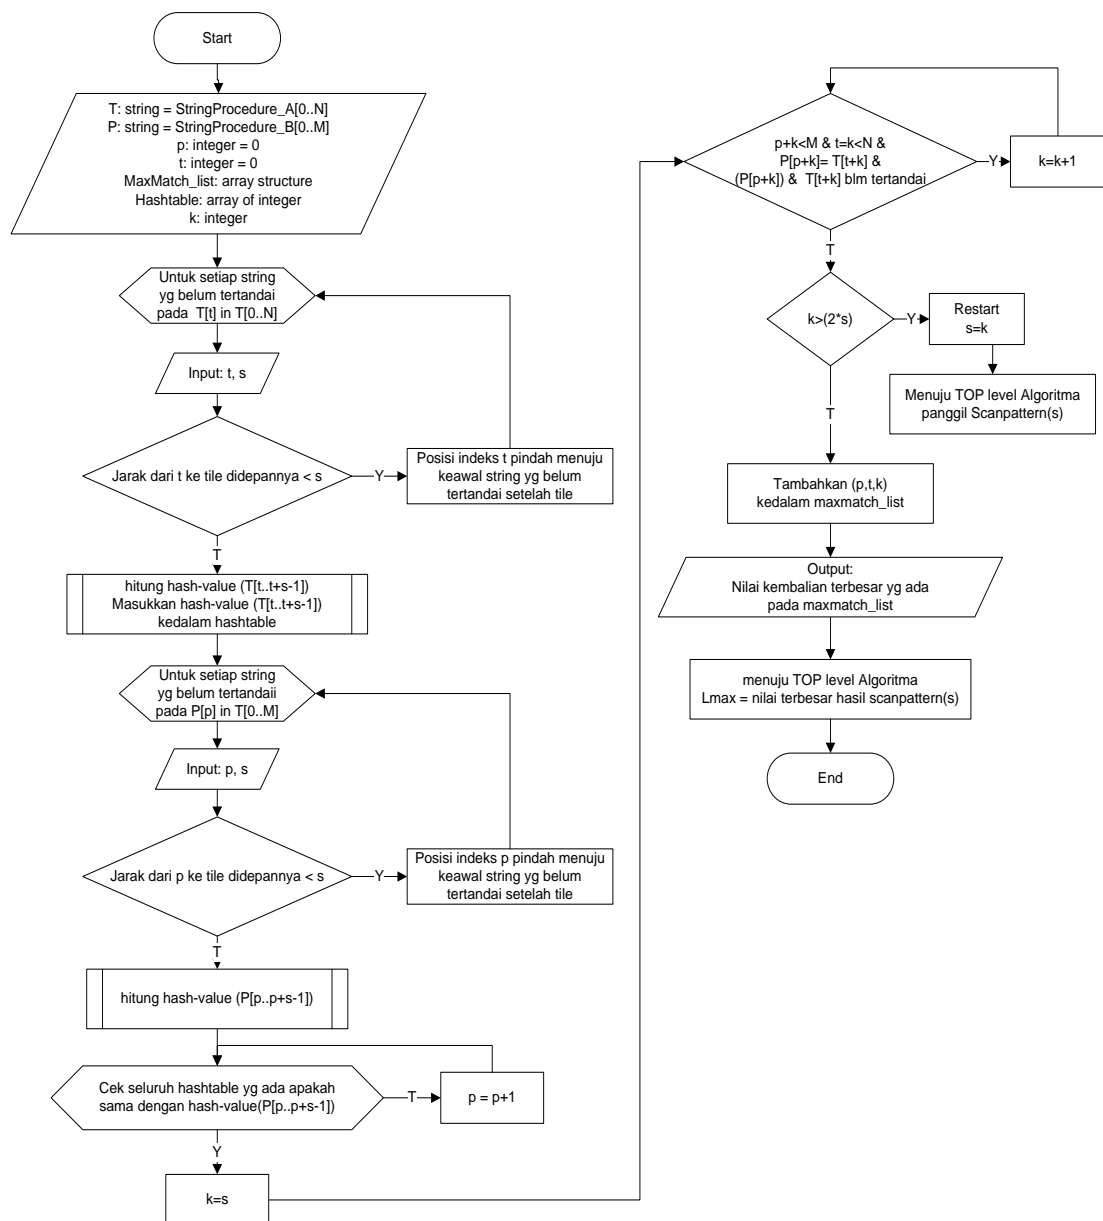 Start
T: string = StringProcedure_A[0..N]
P: string = StringProcedure_B[0..M]
p: integer = 0
t: integer = 0
MaxMatch_list: array structure
Hashtable: array of integer
k: integer
Untuk setiap string
yg belum tertandai
pada T[t] in T[0..N]
Input: t, s
Jarak dari t ke tile didepannya < s
Y
Posisi indeks t pindah menuju
keawal string yg belum
tertandai setelah tile
T
hitung hash-value (T[t..t+s-1])
Masukkan hash-value (T[t..t+s-1])
kedalam hashtable
Untuk setiap string
yg belum tertandaii
pada P[p] in T[0..M]
Input: p, s
Jarak dari p ke tile didepannya < s
Y
Posisi indeks p pindah menuju
keawal string yg belum
tertandai setelah tile
T
hitung hash-value (P[p..p+s-1])
Cek seluruh hashtable yg ada apakah
sama dengan hash-value(P[p..p+s-1])
T
p = p+1
Y
k=s
p+k<M & t=k<N &
P[p+k]= T[t+k] &
(P[p+k]) & T[t+k] blm tertandai
Y
k=k+1
T
k>(2*s)
Y
Restart
s=k
Menuju TOP level Algoritma
panggil Scanpattern(s)
T
Tambahkan (p,t,k)
kedalam maxmatch_list
Output:
Nilai kembalian terbesar yg ada
pada maxmatch_list
menuju TOP level Algoritma
Lmax = nilai terbesar hasil scanpattern(s)
End